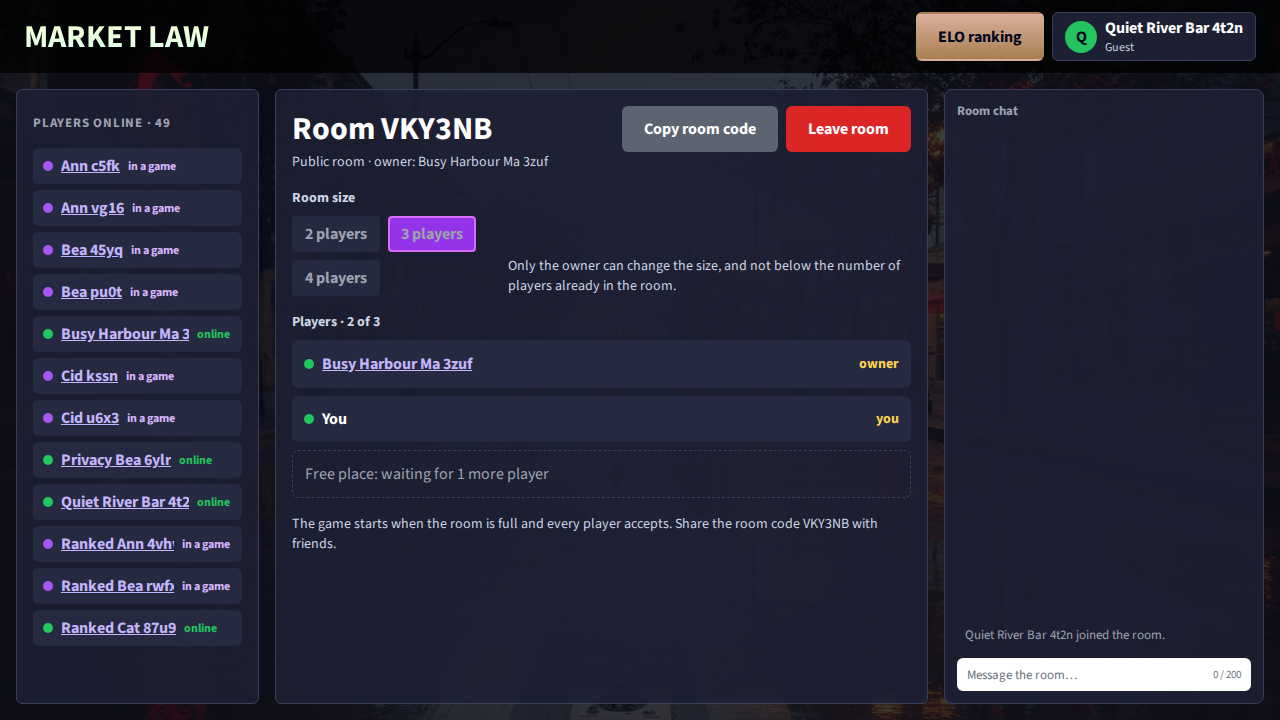 MARKET LAW
ELO ranking
Q
Quiet River Bar 4t2n
Guest
PLAYERS ONLINE · 49
Ann c5fk in a game
Ann vg16 in a game
Bea 45yq in a game
Bea pu0t in a game
Busy Harbour Ma 3 online
Cid kssn in a game
Cid u6x3 in a game
Privacy Bea 6ylr online
Quiet River Bar 4t2 online
Ranked Ann 4vh in a game
Ranked Bea rwfx in a game
Ranked Cat 87u9 online
Room VKY3NB
Copy room code
Leave room
Public room · owner: Busy Harbour Ma 3zuf
Room size
2 players
3 players
4 players
Only the owner can change the size, and not below the number of
players already in the room.
Players · 2 of 3
Busy Harbour Ma 3zuf owner
You you
Free place: waiting for 1 more player
The game starts when the room is full and every player accepts. Share the room code VKY3NB with
friends.
Room chat
Quiet River Bar 4t2n joined the room.
Message the room… 0 / 200